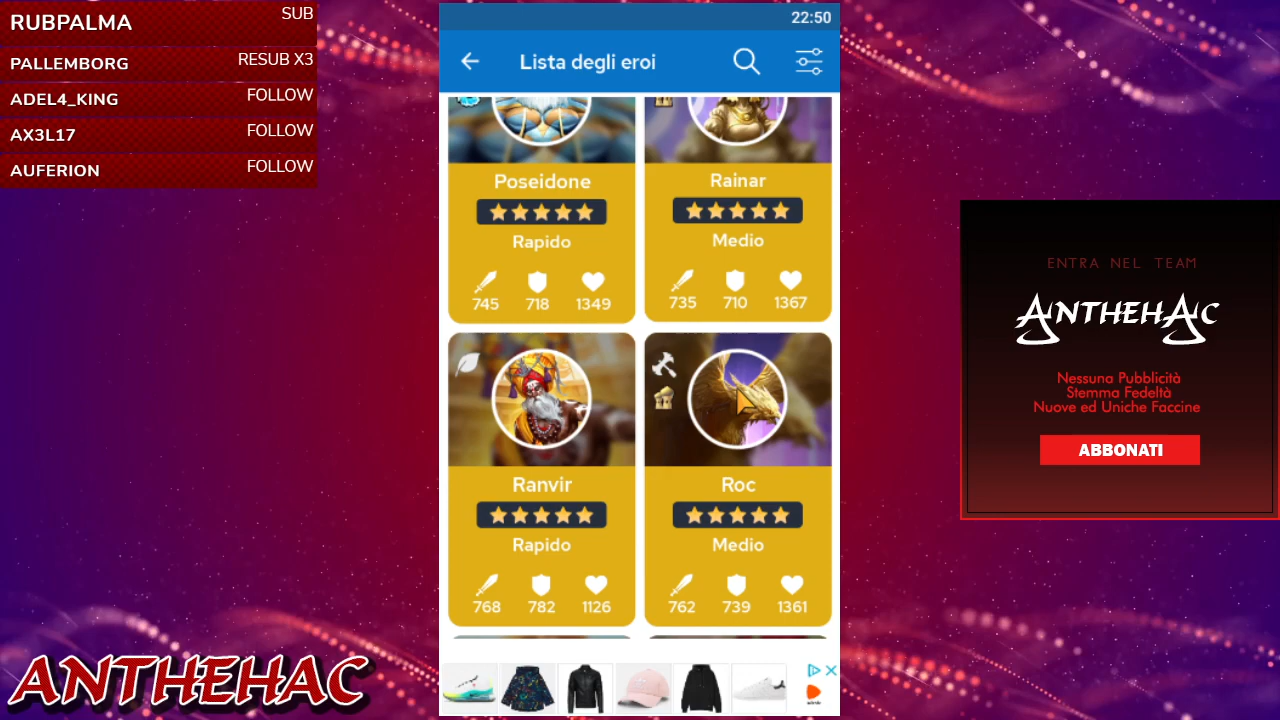 RUBPALMA SUB
PALLEMBORG RESUB X3
ADEL4_KING FOLLOW
AX3L17 FOLLOW
AUFERION FOLLOW
22:50
Lista degli eroi
Poseidone
Rapido
745 718 1349
Rainar
Medio
735 710 1367
Ranvir
Rapido
768 782 1126
Roc
Medio
762 739 1361
ENTRA NEL TEAM
ANTHEHAC
Nessuna Pubblicità
Stemma Fedeltà
Nuove ed Uniche Faccine
ABBONATI
ANTHEHAC